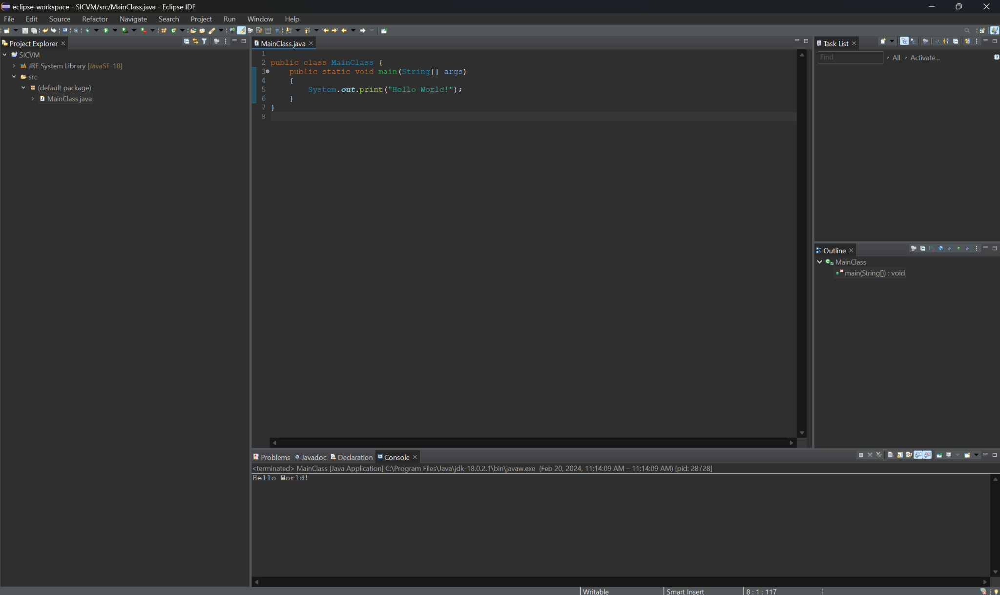 eclipse-workspace - SICVM/src/MainClass.java - Eclipse IDE
File Edit Source Refactor Navigate Search Project Run Window Help
Project Explorer
SICVM
JRE System Library [JavaSE-18]
src
(default package)
MainClass.java
MainClass.java
1
2 public class MainClass {
3 public static void main(String[] args)
4 {
5 System.out.print("Hello World!");
6 }
7 }
8
Task List
Find All Activate...
Outline
MainClass
main(String[]) : void
Problems Javadoc Declaration Console
<terminated> MainClass [Java Application] C:\Program Files\Java\jdk-18.0.2.1\bin\javaw.exe (Feb 20, 2024, 11:14:09 AM – 11:14:09 AM) [pid: 28728]
Hello World!
Writable Smart Insert 8 : 1 : 117